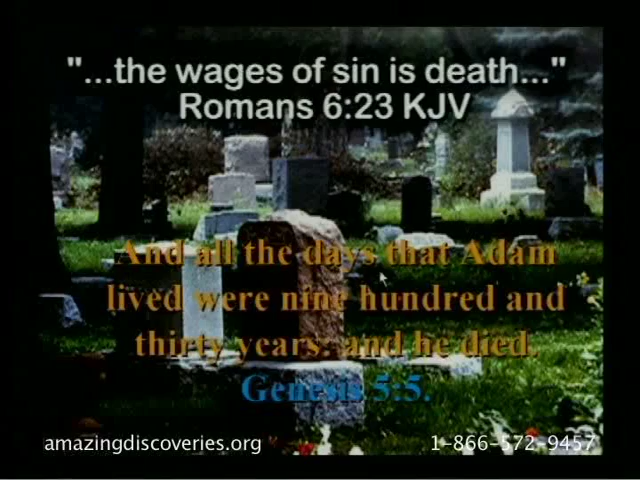 "...the wages of sin is death..."
Romans 6:23 KJV
And all the days that Adam
lived were nine hundred and
thirty years: and he died.
Genesis 5:5.
amazingdiscoveries.org
1-866-572-9457